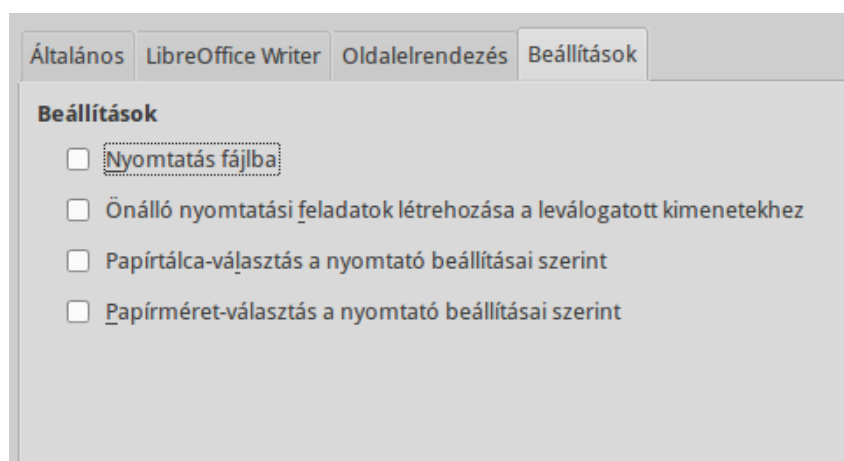 Általános LibreOffice Writer Oldalelrendezés Beállítások
Beállítások
Nyomtatás fájlba
Önálló nyomtatási feladatok létrehozása a leválogatott kimenetekhez
Papírtálca-választás a nyomtató beállításai szerint
Papírméret-választás a nyomtató beállításai szerint